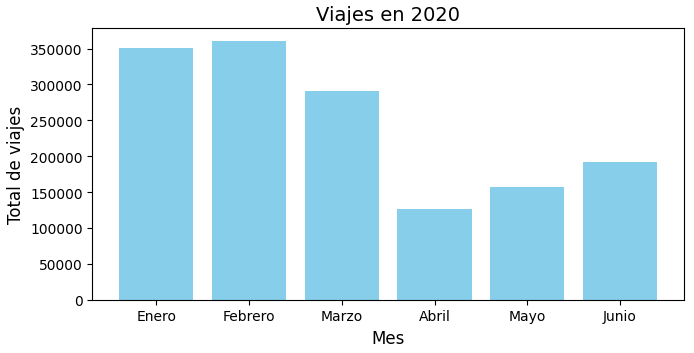 Viajes en 2020
Total de viajes
350000
300000
250000
200000
150000
100000
50000
0
Enero Febrero Marzo Abril Mayo Junio
Mes